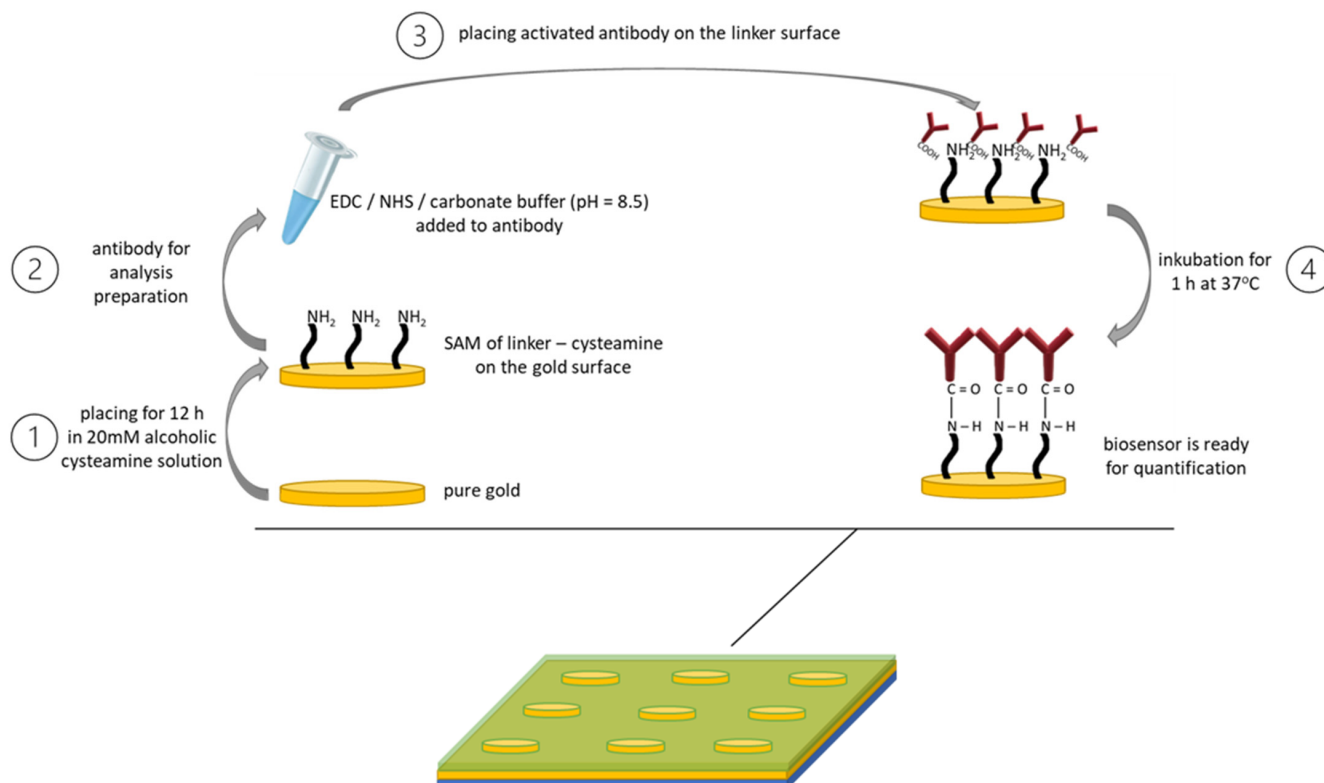 3
placing activated antibody on the linker surface
EDC / NHS / carbonate buffer (pH = 8.5)
added to antibody
2
antibody for
analysis
preparation
NH₂ NH₂ NH₂
SAM of linker – cysteamine
on the gold surface
1
placing for 12 h
in 20mM alcoholic
cysteamine solution
pure gold
COOH NH₂ COOH NH₂ COOH NH₂ COOH
inkubation for
1 h at 37°C
4
C = O C = O C = O
N – H N – H N – H
biosensor is ready
for quantification